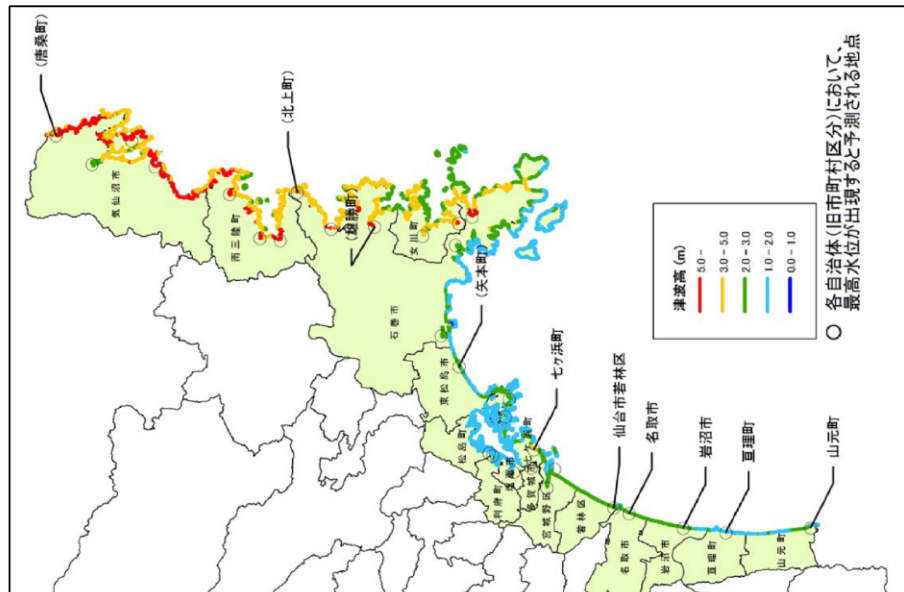 (唐桑町)
気仙沼市
(北上町)
南三陸町
(雄勝町)
女川町
石巻市
(矢本町)
東松島市
松島町
七ヶ浜町
利府町
多賀城市
宮城野区
仙台市若林区
若林区
名取市
名取市
岩沼市
岩沼市
亘理町
亘理町
山元町
山元町
津波高(m)
5.0 -
3.0 - 5.0
2.0 - 3.0
1.0 - 2.0
0.0 - 1.0
○ 各自治体(旧市町村区分)において、
最高水位が出現すると予測される地点